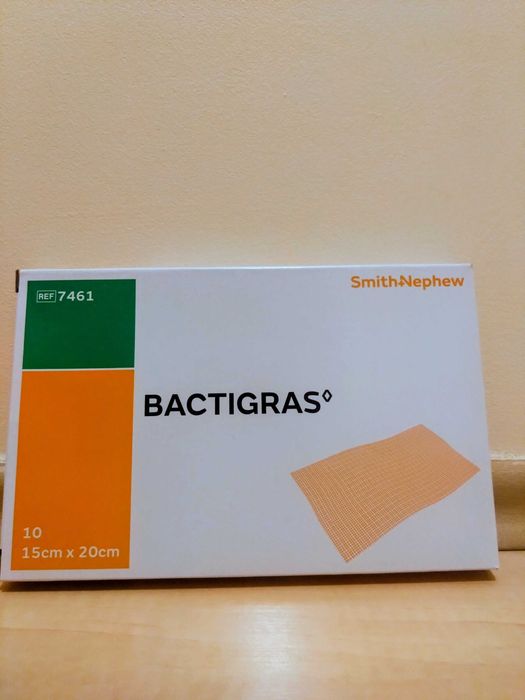 REF 7461
Smith+Nephew
BACTIGRAS◊
10
15cm x 20cm